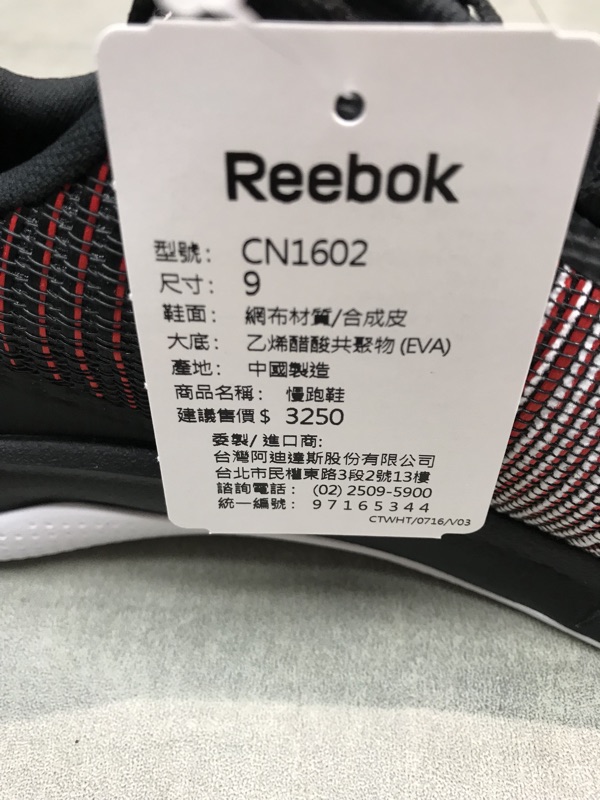 Reebok
型號： CN1602
尺寸： 9
鞋面： 網布材質/合成皮
大底： 乙烯醋酸共聚物 (EVA)
產地： 中國製造
商品名稱： 慢跑鞋
建議售價 $ 3250
委製/ 進口商:
台灣阿迪達斯股份有限公司
台北市民權東路3段2號13樓
諮詢電話： (02) 2509-5900
統一編號： 97165344
CTWHT/0716/V03